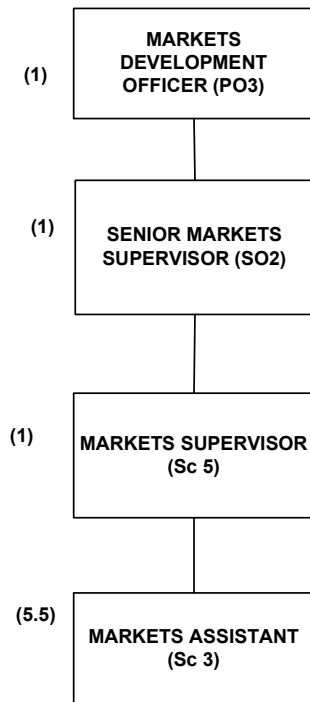 (1)
MARKETS
DEVELOPMENT
OFFICER (PO3)
(1)
SENIOR MARKETS
SUPERVISOR (SO2)
(1)
MARKETS SUPERVISOR
(Sc 5)
(5.5)
MARKETS ASSISTANT
(Sc 3)